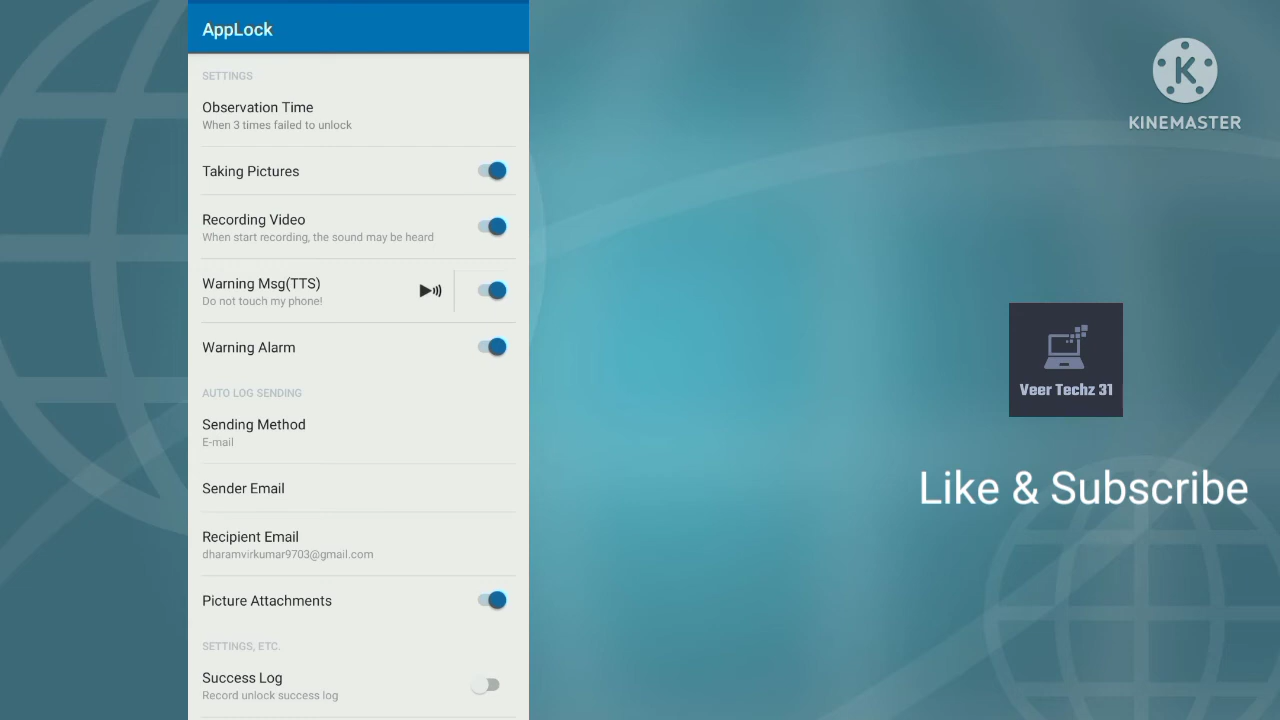 AppLock
SETTINGS
Observation Time
When 3 times failed to unlock
Taking Pictures
Recording Video
When start recording, the sound may be heard
Warning Msg(TTS)
Do not touch my phone!
Warning Alarm
AUTO LOG SENDING
Sending Method
E-mail
Sender Email
Recipient Email
dharamvirkumar9703@gmail.com
Picture Attachments
SETTINGS, ETC.
Success Log
Record unlock success log
K
KINEMASTER
Veer Techz 31
Like & Subscribe